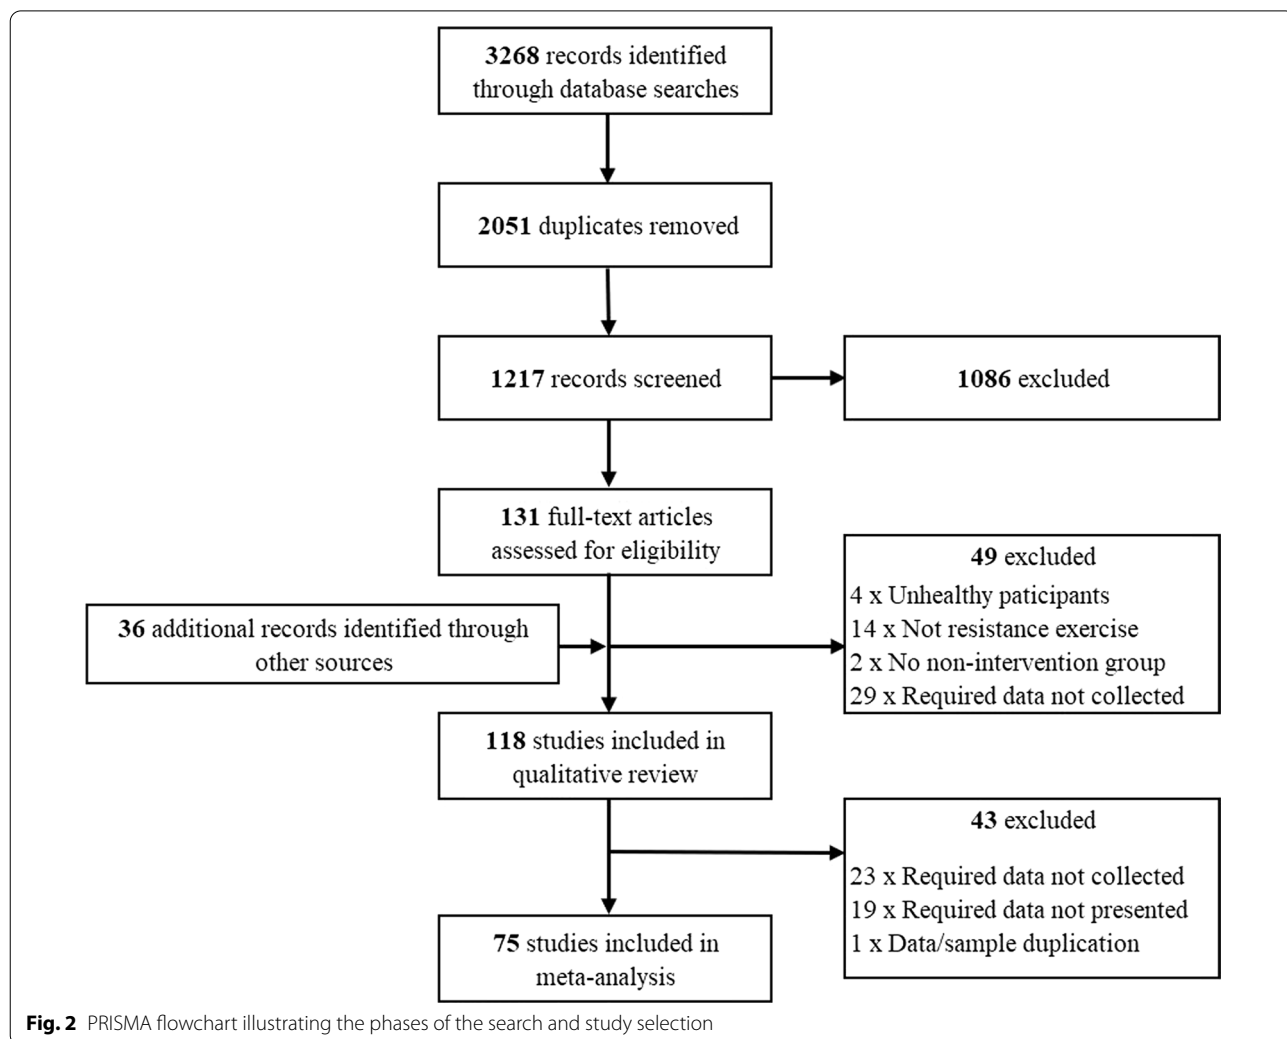 3268 records identified
through database searches
2051 duplicates removed
1217 records screened
1086 excluded
131 full-text articles
assessed for eligibility
49 excluded
4 x Unhealthy paticipants
14 x Not resistance exercise
2 x No non-intervention group
29 x Required data not collected
36 additional records identified through
other sources
118 studies included in
qualitative review
43 excluded
23 x Required data not collected
19 x Required data not presented
1 x Data/sample duplication
75 studies included in
meta-analysis
Fig. 2 PRISMA flowchart illustrating the phases of the search and study selection